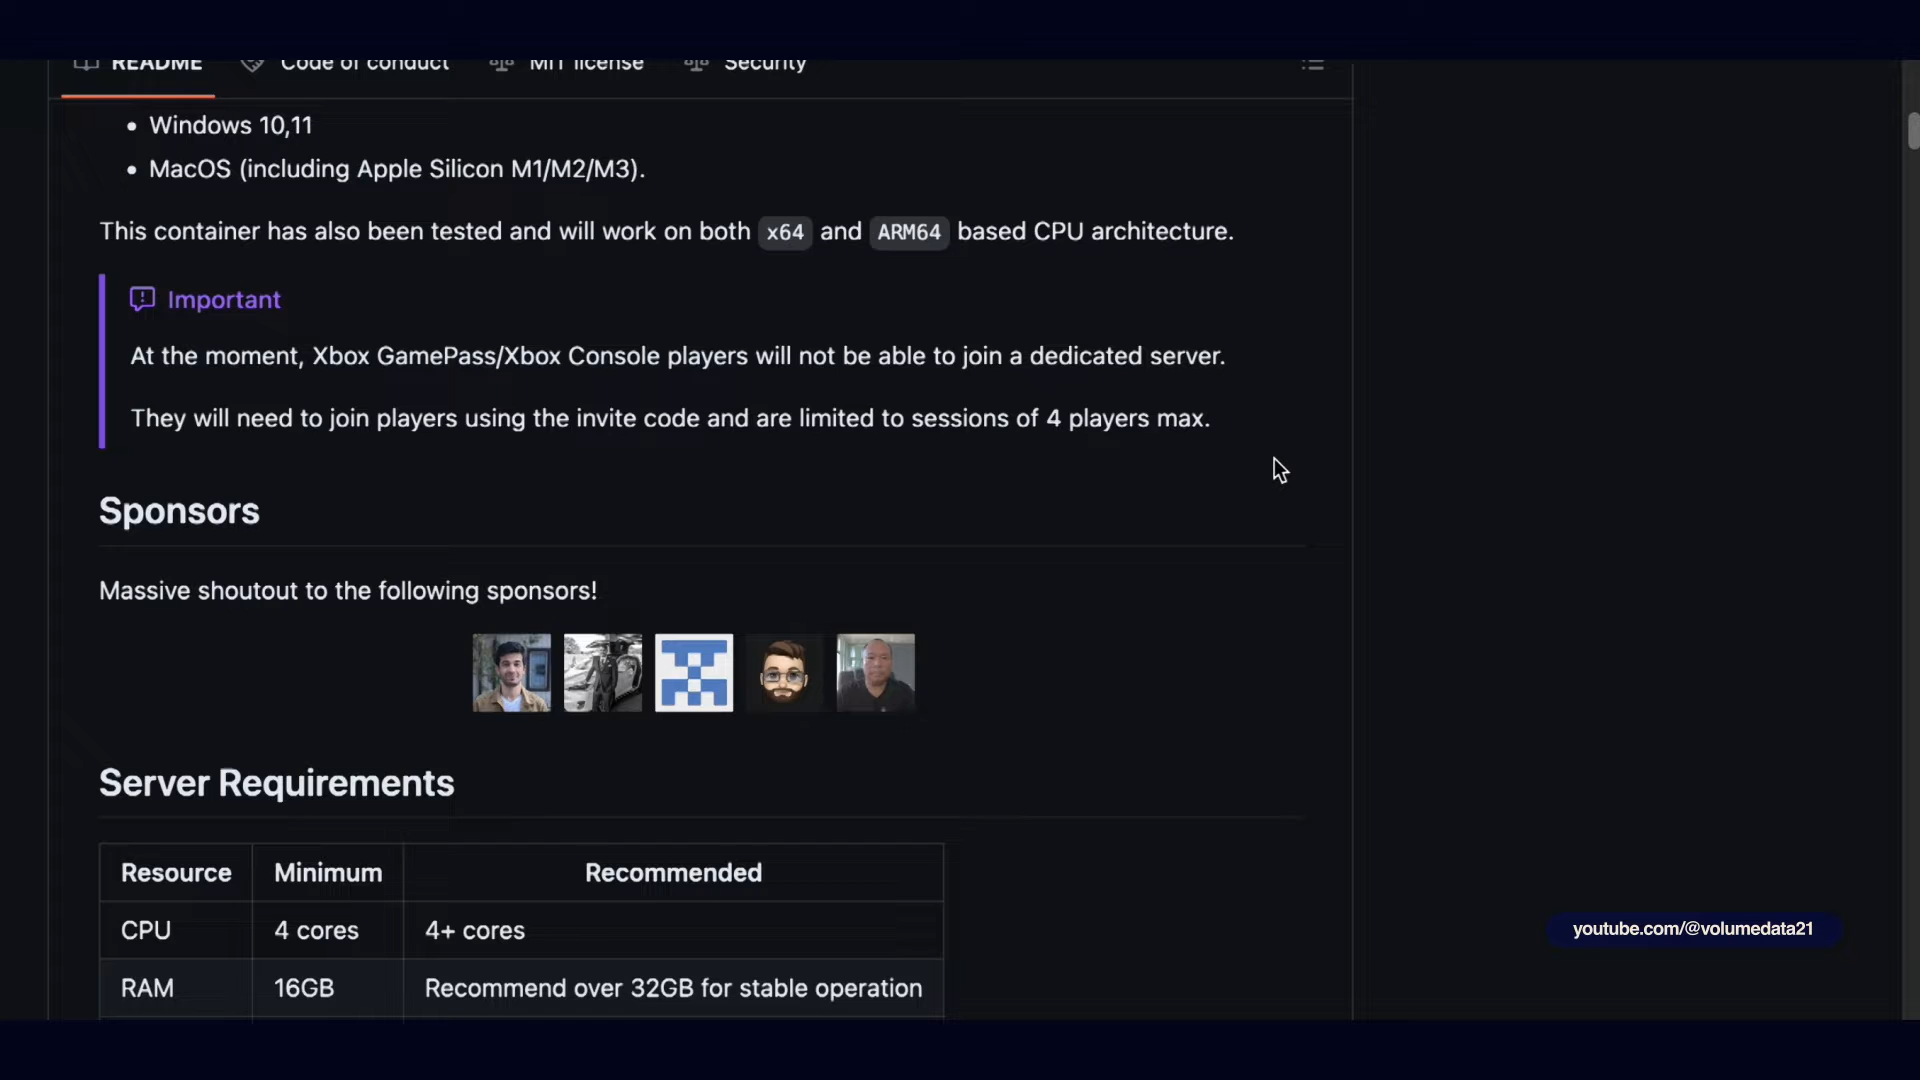 README Code of conduct MIT license Security
• Windows 10,11
• MacOS (including Apple Silicon M1/M2/M3).
This container has also been tested and will work on both x64 and ARM64 based CPU architecture.
Important
At the moment, Xbox GamePass/Xbox Console players will not be able to join a dedicated server.
They will need to join players using the invite code and are limited to sessions of 4 players max.
Sponsors
Massive shoutout to the following sponsors!
Server Requirements
Resource Minimum Recommended
CPU 4 cores 4+ cores
RAM 16GB Recommend over 32GB for stable operation
youtube.com/@volumedata21